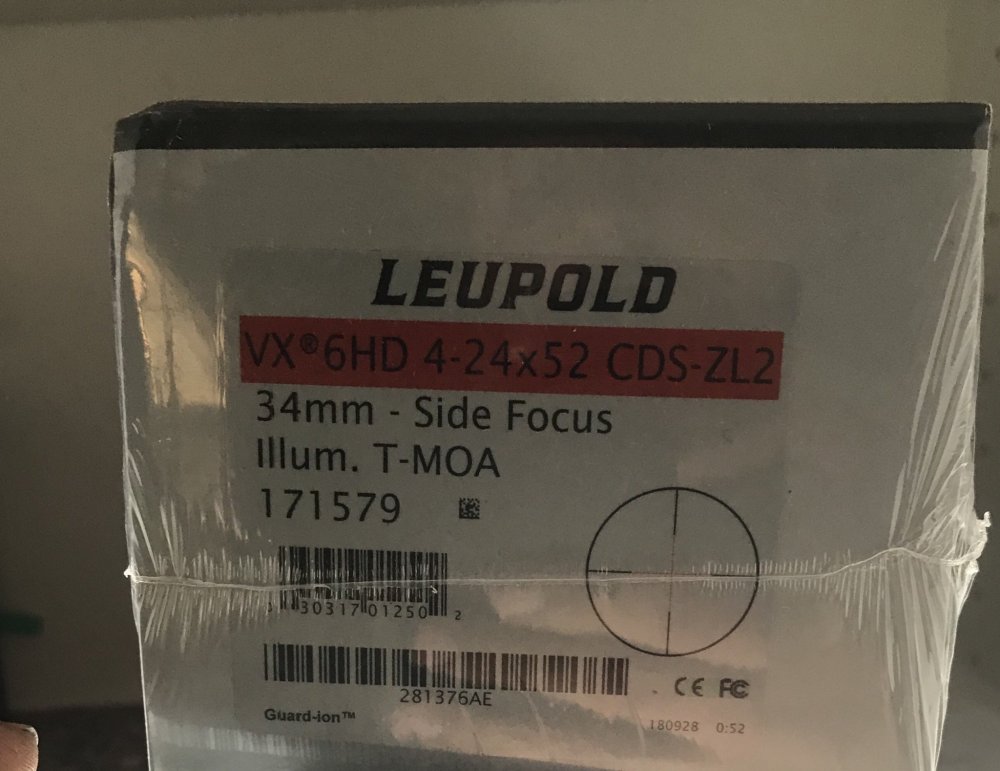 LEUPOLD
VX®6HD 4-24x52 CDS-ZL2
34mm - Side Focus
Illum. T-MOA
171579
30317 01250 2
281376AE
CE FC
Guard-ion™
180928 0:52